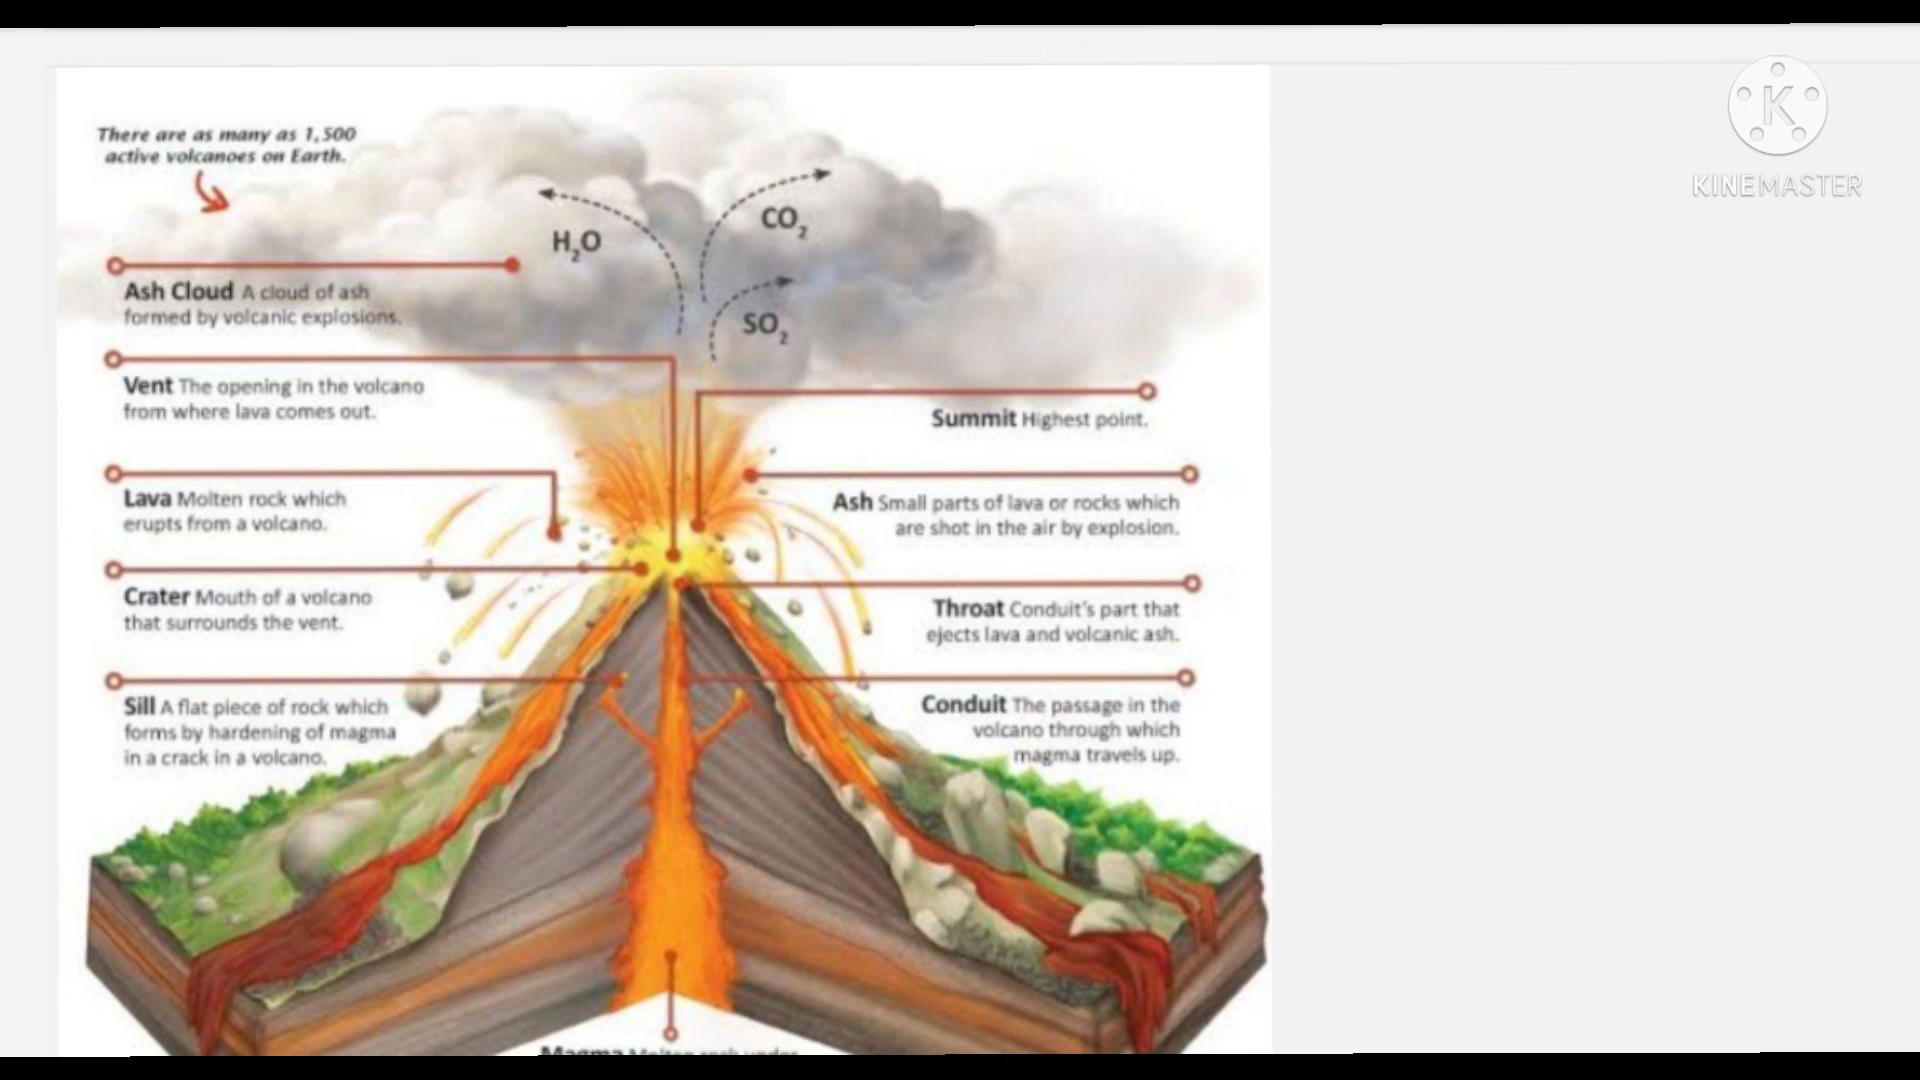 There are as many as 1,500
active volcanoes on Earth.
H₂O
CO₂
SO₂
Ash Cloud A cloud of ash
formed by volcanic explosions.
Vent The opening in the volcano
from where lava comes out.
Lava Molten rock which
erupts from a volcano.
Crater Mouth of a volcano
that surrounds the vent.
Sill A flat piece of rock which
forms by hardening of magma
in a crack in a volcano.
Summit Highest point.
Ash Small parts of lava or rocks which
are shot in the air by explosion.
Throat Conduit's part that
ejects lava and volcanic ash.
Conduit The passage in the
volcano through which
magma travels up.
Magma Molten rock under
K
KINEMASTER